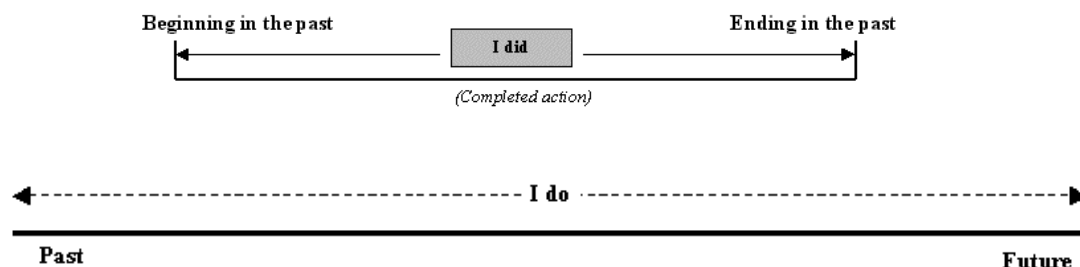 Beginning in the past
Ending in the past
I did
(Completed action)
I do
Past
Future